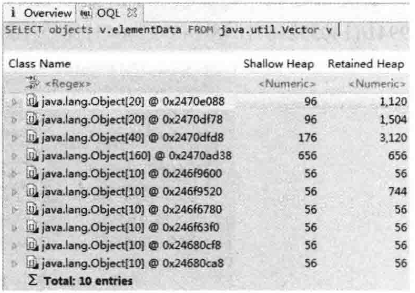 i Overview OQL
SELECT objects v.elementData FROM java.util.Vector v
Class Name Shallow Heap Retained Heap
<Regex> <Numeric> <Numeric>
java.lang.Object[20] @ 0x2470e088 96 1,120
java.lang.Object[20] @ 0x2470df78 96 1,504
java.lang.Object[40] @ 0x2470dfd8 176 3,120
java.lang.Object[160] @ 0x2470ad38 656 656
java.lang.Object[10] @ 0x246f9600 56 56
java.lang.Object[10] @ 0x246f9520 56 744
java.lang.Object[10] @ 0x246f6780 56 56
java.lang.Object[10] @ 0x246f63f0 56 56
java.lang.Object[10] @ 0x24680cf8 56 56
java.lang.Object[10] @ 0x24680ca8 56 56
Σ Total: 10 entries